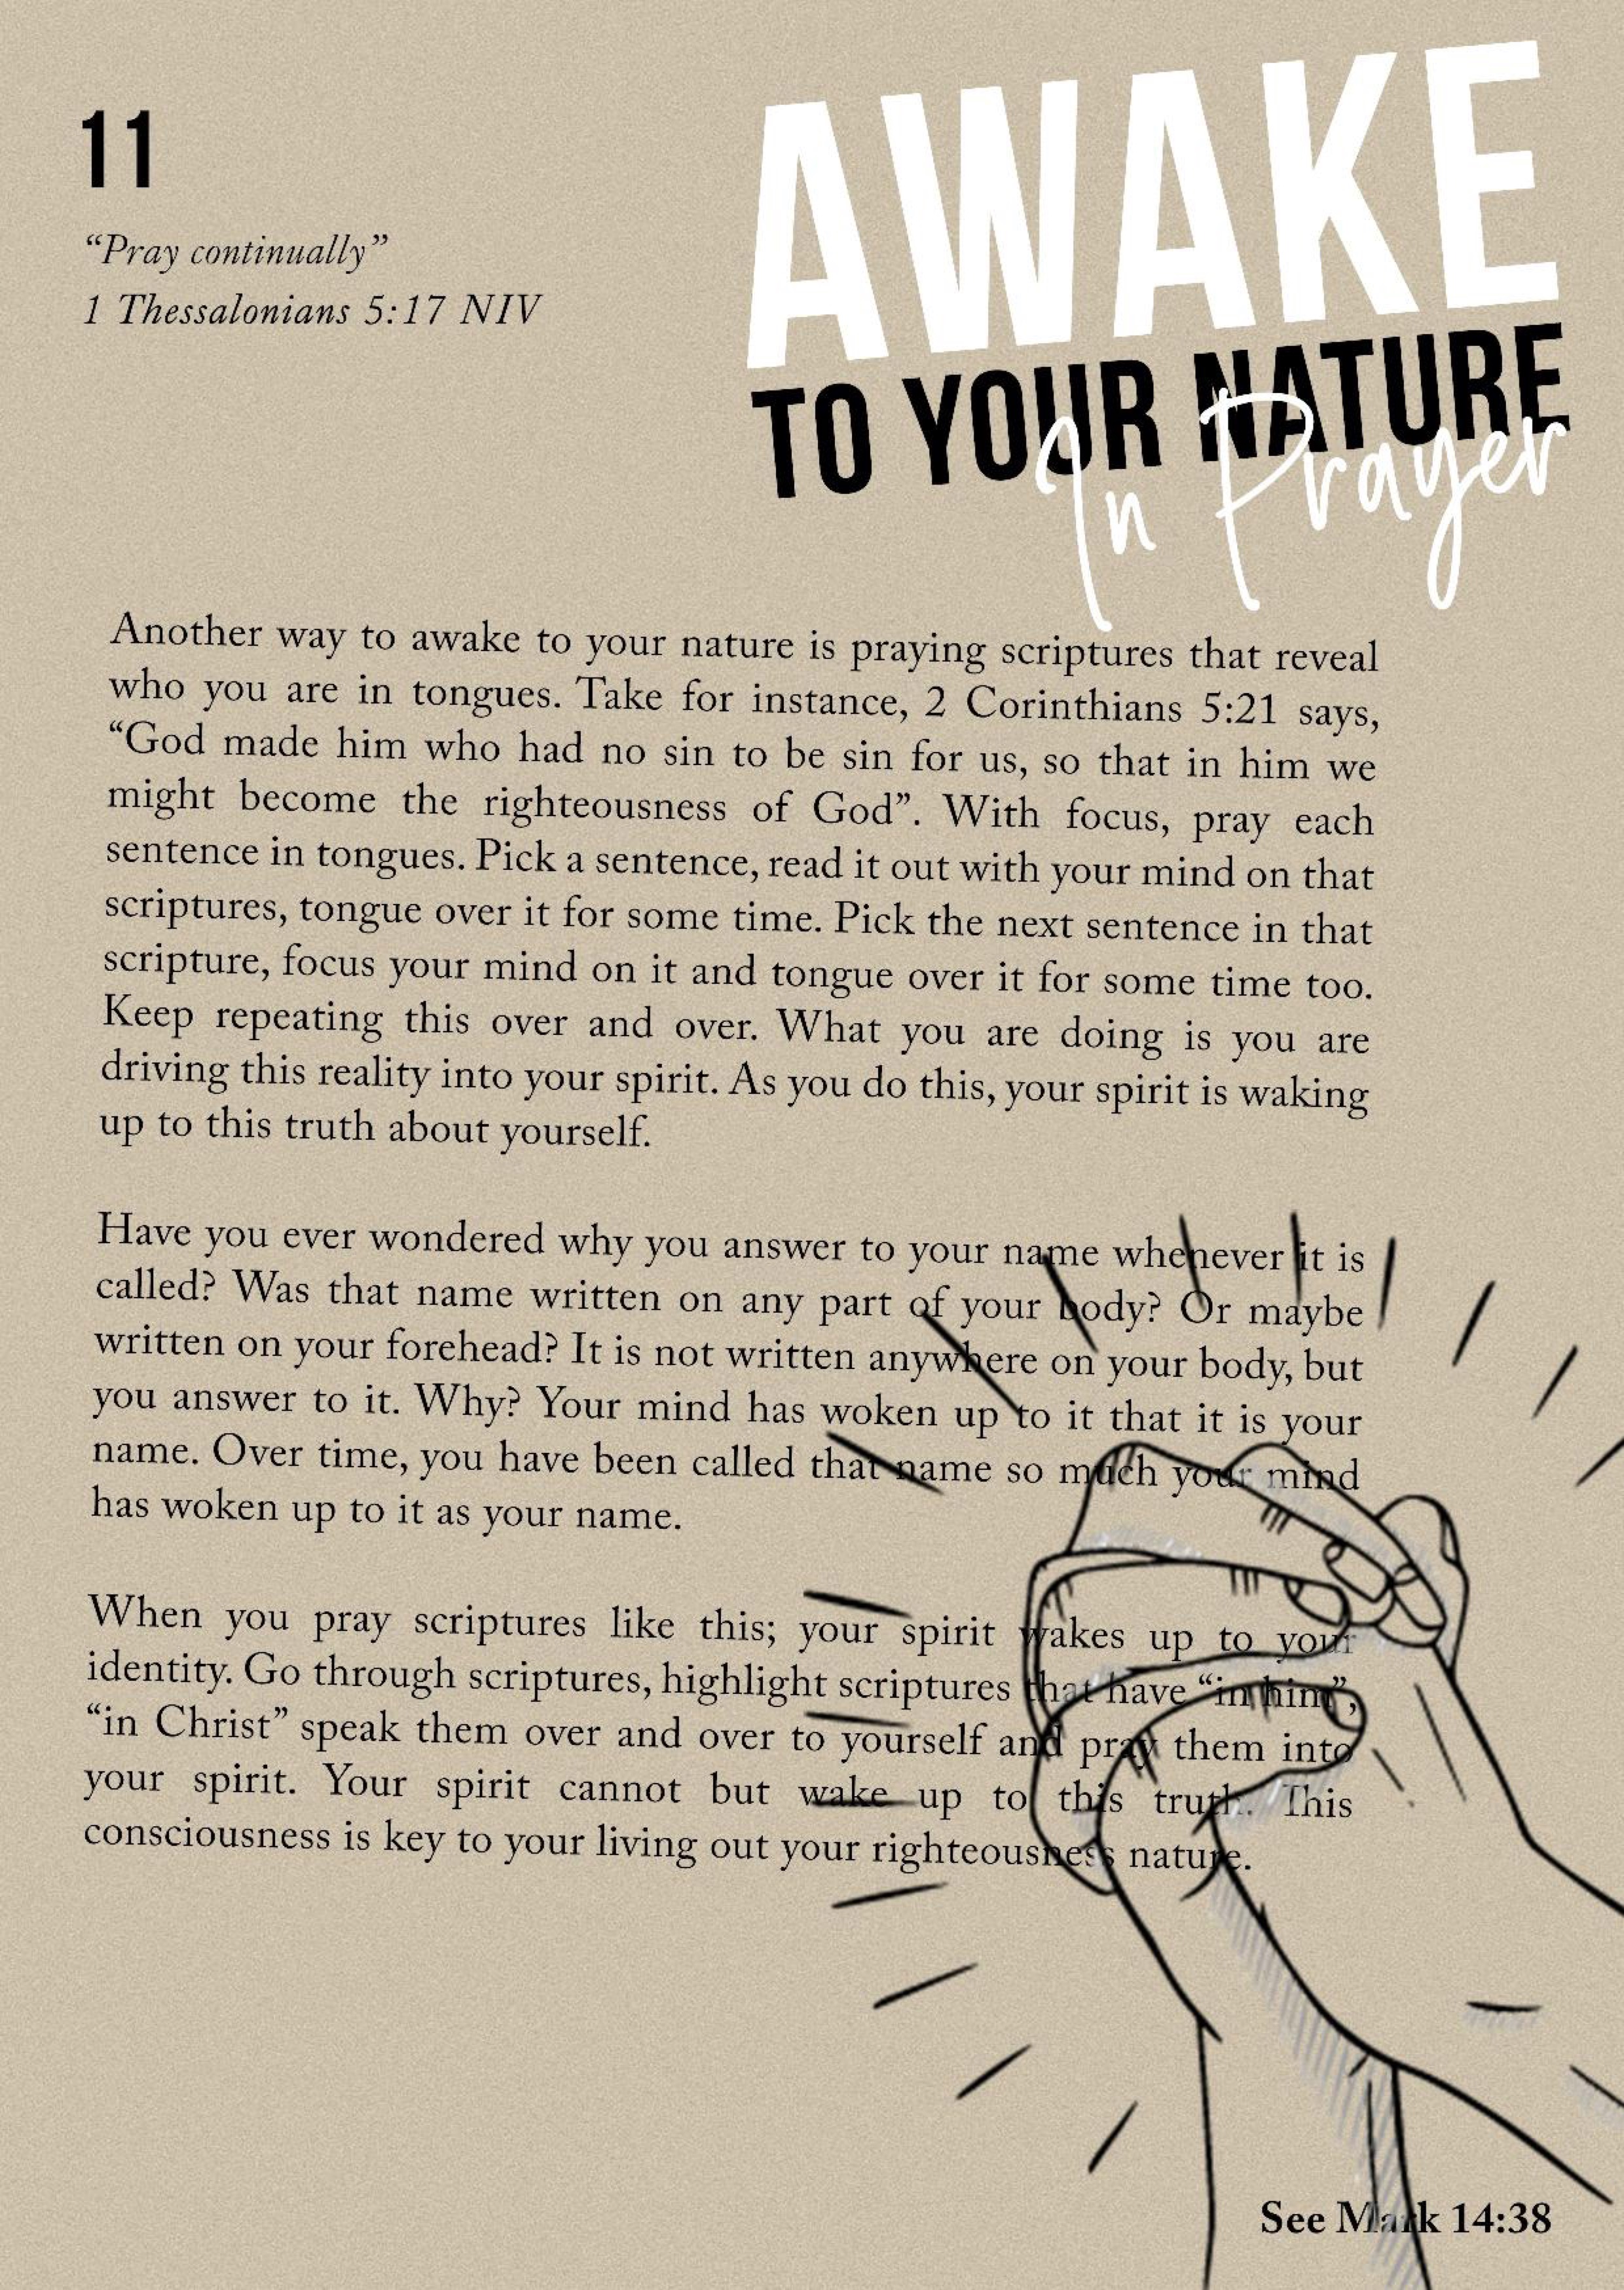 11
“Pray continually”
1 Thessalonians 5:17 NIV
AWAKE
TO YOUR NATURE
In Prayer
Another way to awake to your nature is praying scriptures that reveal
who you are in tongues. Take for instance, 2 Corinthians 5:21 says,
“God made him who had no sin to be sin for us, so that in him we
might become the righteousness of God”. With focus, pray each
sentence in tongues. Pick a sentence, read it out with your mind on that
scriptures, tongue over it for some time. Pick the next sentence in that
scripture, focus your mind on it and tongue over it for some time too.
Keep repeating this over and over. What you are doing is you are
driving this reality into your spirit. As you do this, your spirit is waking
up to this truth about yourself.
Have you ever wondered why you answer to your name whenever it is
called? Was that name written on any part of your body? Or maybe
written on your forehead? It is not written anywhere on your body, but
you answer to it. Why? Your mind has woken up to it that it is your
name. Over time, you have been called that name so much your mind
has woken up to it as your name.
When you pray scriptures like this; your spirit wakes up to your
identity. Go through scriptures, highlight scriptures that have “in him”,
“in Christ” speak them over and over to yourself and pray them into
your spirit. Your spirit cannot but wake up to this truth. This
consciousness is key to your living out your righteousness nature.
See Mark 14:38